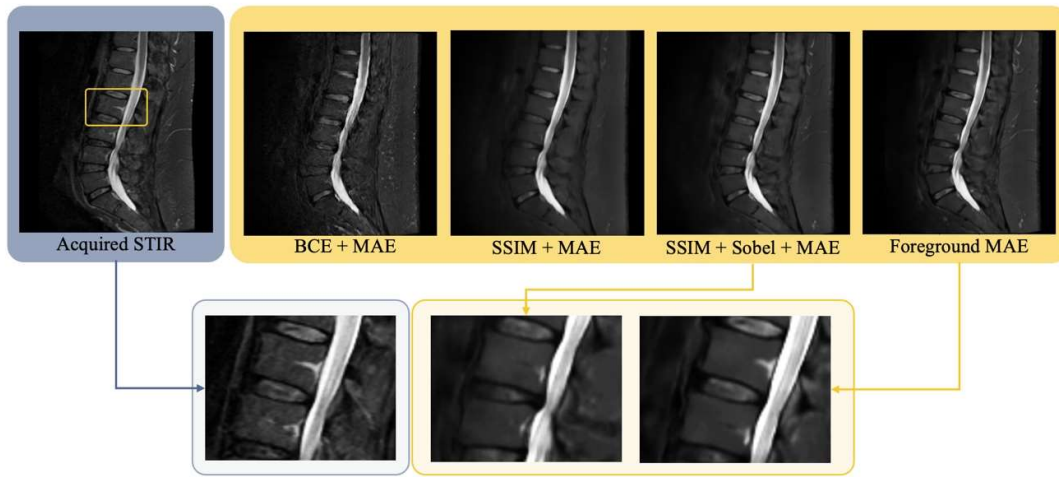 Acquired STIR
BCE + MAE
SSIM + MAE
SSIM + Sobel + MAE
Foreground MAE